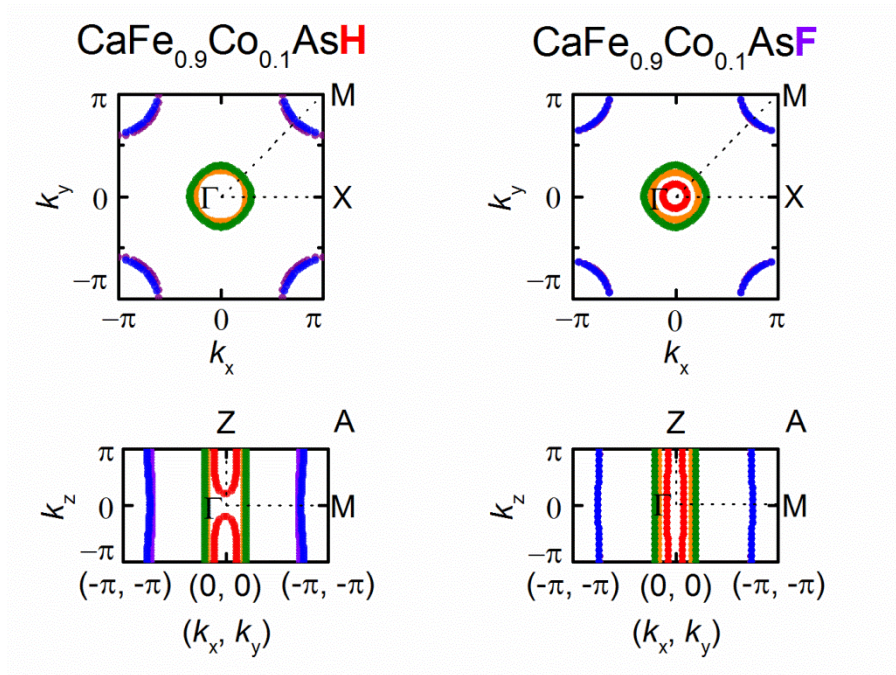 CaFe0.9Co0.1AsH
π
M
ky
0
Γ
X
−π
−π
0
π
kx
Z
A
π
kz
0
Γ
M
−π
(-π, -π)
(0, 0)
(-π, -π)
(kx, ky)
CaFe0.9Co0.1AsF
π
M
ky
0
Γ
X
−π
−π
0
π
kx
Z
A
π
kz
0
Γ
M
−π
(-π, -π)
(0, 0)
(-π, -π)
(kx, ky)